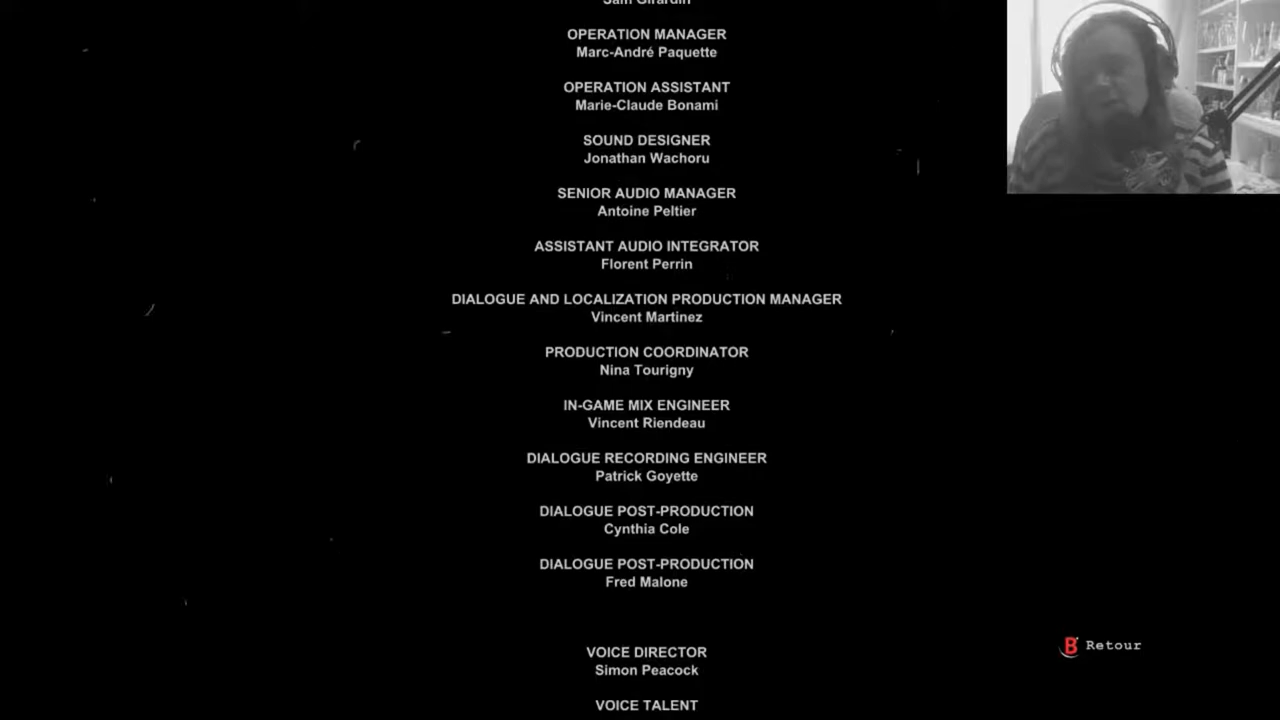 Sam Girardin
OPERATION MANAGER
Marc-André Paquette
OPERATION ASSISTANT
Marie-Claude Bonami
SOUND DESIGNER
Jonathan Wachoru
SENIOR AUDIO MANAGER
Antoine Peltier
ASSISTANT AUDIO INTEGRATOR
Florent Perrin
DIALOGUE AND LOCALIZATION PRODUCTION MANAGER
Vincent Martinez
PRODUCTION COORDINATOR
Nina Tourigny
IN-GAME MIX ENGINEER
Vincent Riendeau
DIALOGUE RECORDING ENGINEER
Patrick Goyette
DIALOGUE POST-PRODUCTION
Cynthia Cole
DIALOGUE POST-PRODUCTION
Fred Malone
VOICE DIRECTOR
Simon Peacock
VOICE TALENT
B Retour